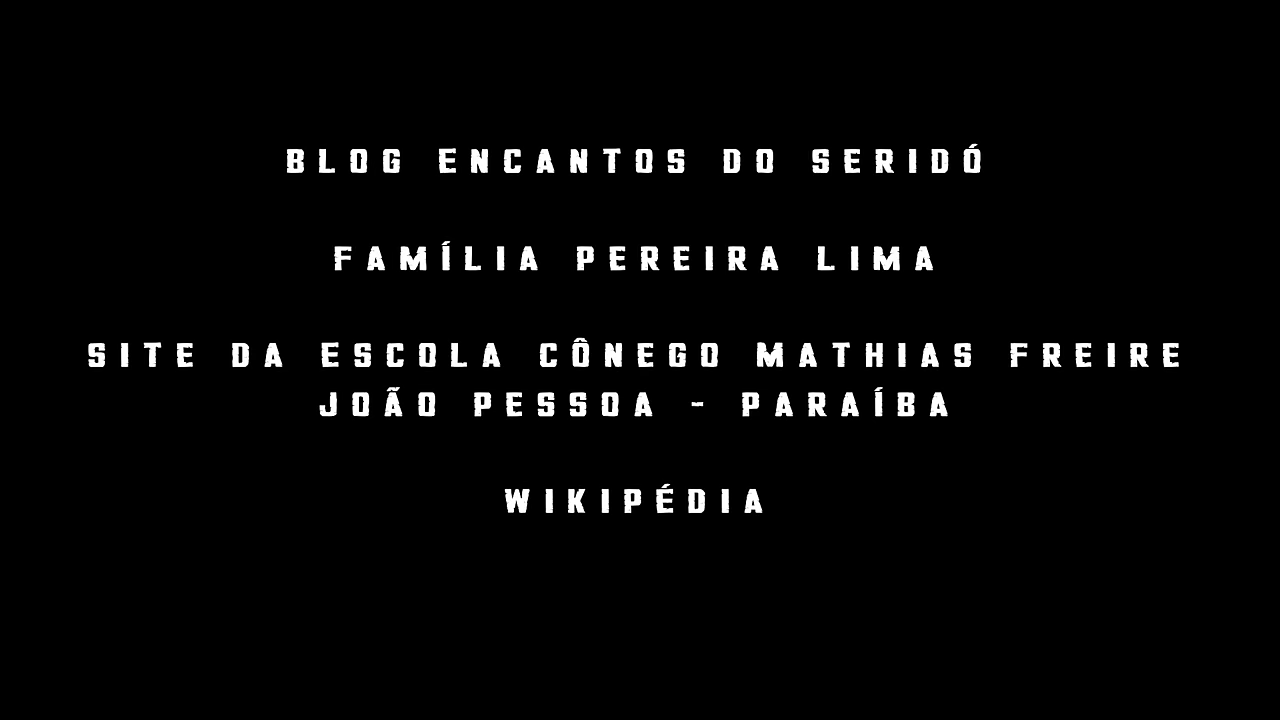 BLOG ENCANTOS DO SERIDÓ
FAMÍLIA PEREIRA LIMA
SITE DA ESCOLA CÔNEGO MATHIAS FREIRE
JOÃO PESSOA - PARAÍBA
WIKIPÉDIA